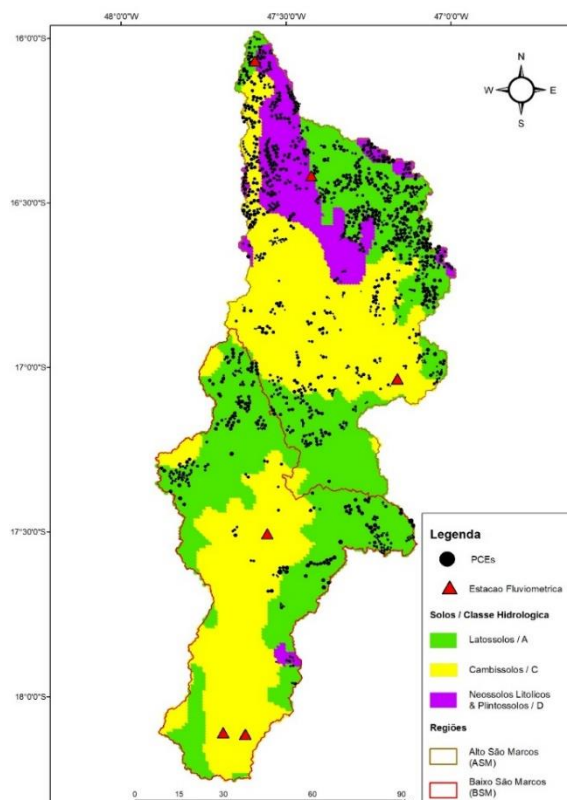 48°0'0"W 47°30'0"W 47°0'0"W
16°0'0"S
N
W E
S
16°30'0"S
17°0'0"S
17°30'0"S
18°0'0"S
Legenda
PCEs
Estacao Fluviometrica
Solos / Classe Hidrologica
Latossolos / A
Cambissolos / C
Neossolos Litolicos
& Plintossolos / D
Regiões
Alto São Marcos
(ASM)
Baixo São Marcos
(BSM)
15 30 60 90